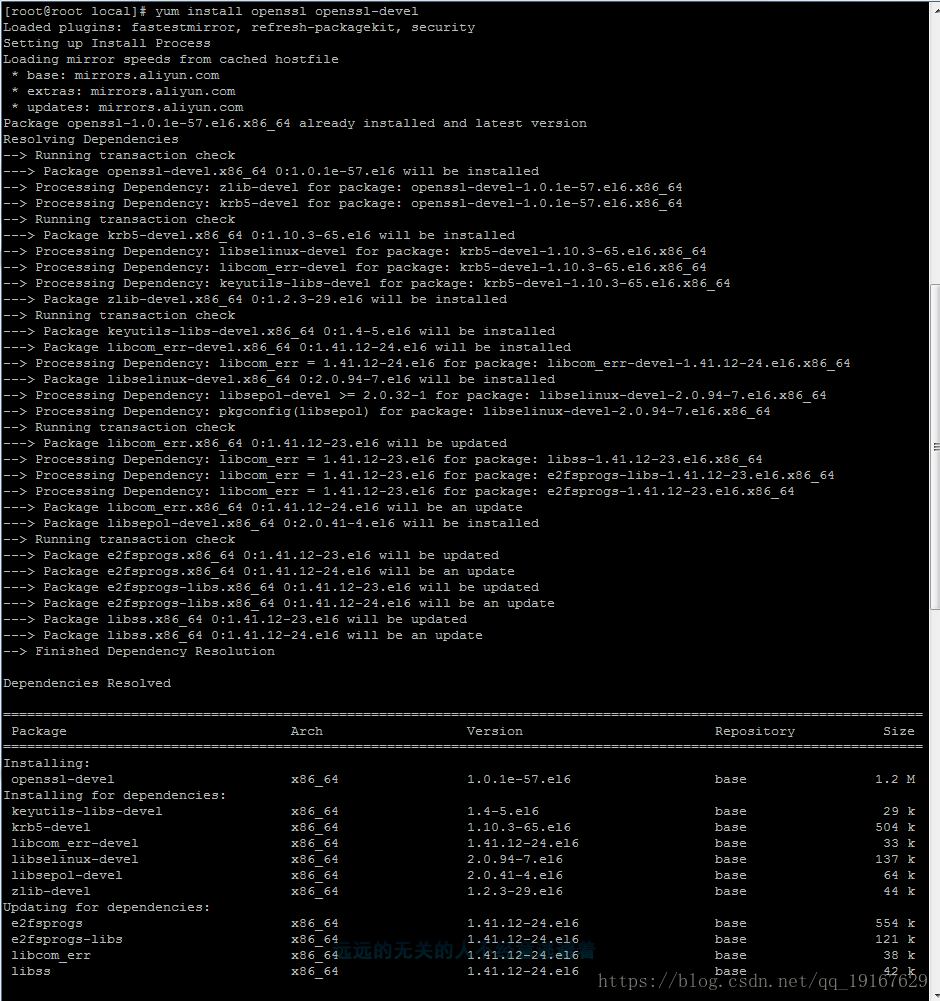 [root@root local]# yum install openssl openssl-devel
Loaded plugins: fastestmirror, refresh-packagekit, security
Setting up Install Process
Loading mirror speeds from cached hostfile
 * base: mirrors.aliyun.com
 * extras: mirrors.aliyun.com
 * updates: mirrors.aliyun.com
Package openssl-1.0.1e-57.el6.x86_64 already installed and latest version
Resolving Dependencies
--> Running transaction check
---> Package openssl-devel.x86_64 0:1.0.1e-57.el6 will be installed
--> Processing Dependency: zlib-devel for package: openssl-devel-1.0.1e-57.el6.x86_64
--> Processing Dependency: krb5-devel for package: openssl-devel-1.0.1e-57.el6.x86_64
--> Running transaction check
---> Package krb5-devel.x86_64 0:1.10.3-65.el6 will be installed
--> Processing Dependency: libselinux-devel for package: krb5-devel-1.10.3-65.el6.x86_64
--> Processing Dependency: libcom_err-devel for package: krb5-devel-1.10.3-65.el6.x86_64
--> Processing Dependency: keyutils-libs-devel for package: krb5-devel-1.10.3-65.el6.x86_64
---> Package zlib-devel.x86_64 0:1.2.3-29.el6 will be installed
--> Running transaction check
---> Package keyutils-libs-devel.x86_64 0:1.4-5.el6 will be installed
---> Package libcom_err-devel.x86_64 0:1.41.12-24.el6 will be installed
--> Processing Dependency: libcom_err = 1.41.12-24.el6 for package: libcom_err-devel-1.41.12-24.el6.x86_64
---> Package libselinux-devel.x86_64 0:2.0.94-7.el6 will be installed
--> Processing Dependency: libsepol-devel >= 2.0.32-1 for package: libselinux-devel-2.0.94-7.el6.x86_64
--> Processing Dependency: pkgconfig(libsepol) for package: libselinux-devel-2.0.94-7.el6.x86_64
--> Running transaction check
---> Package libcom_err.x86_64 0:1.41.12-23.el6 will be updated
--> Processing Dependency: libcom_err = 1.41.12-23.el6 for package: libss-1.41.12-23.el6.x86_64
--> Processing Dependency: libcom_err = 1.41.12-23.el6 for package: e2fsprogs-libs-1.41.12-23.el6.x86_64
--> Processing Dependency: libcom_err = 1.41.12-23.el6 for package: e2fsprogs-1.41.12-23.el6.x86_64
---> Package libcom_err.x86_64 0:1.41.12-24.el6 will be an update
---> Package libsepol-devel.x86_64 0:2.0.41-4.el6 will be installed
--> Running transaction check
---> Package e2fsprogs.x86_64 0:1.41.12-23.el6 will be updated
---> Package e2fsprogs.x86_64 0:1.41.12-24.el6 will be an update
---> Package e2fsprogs-libs.x86_64 0:1.41.12-23.el6 will be updated
---> Package e2fsprogs-libs.x86_64 0:1.41.12-24.el6 will be an update
---> Package libss.x86_64 0:1.41.12-23.el6 will be updated
---> Package libss.x86_64 0:1.41.12-24.el6 will be an update
--> Finished Dependency Resolution
Dependencies Resolved
Package Arch Version Repository Size
Installing:
openssl-devel x86_64 1.0.1e-57.el6 base 1.2 M
Installing for dependencies:
keyutils-libs-devel x86_64 1.4-5.el6 base 29 k
krb5-devel x86_64 1.10.3-65.el6 base 504 k
libcom_err-devel x86_64 1.41.12-24.el6 base 33 k
libselinux-devel x86_64 2.0.94-7.el6 base 137 k
libsepol-devel x86_64 2.0.41-4.el6 base 64 k
zlib-devel x86_64 1.2.3-29.el6 base 44 k
Updating for dependencies:
e2fsprogs x86_64 1.41.12-24.el6 base 554 k
e2fsprogs-libs x86_64 1.41.12-24.el6 base 121 k
libcom_err x86_64 1.41.12-24.el6 base 38 k
libss x86_64 1.41.12-24.el6 base 42 k
远远的无关的人
https://blog.csdn.net/qq_19167629